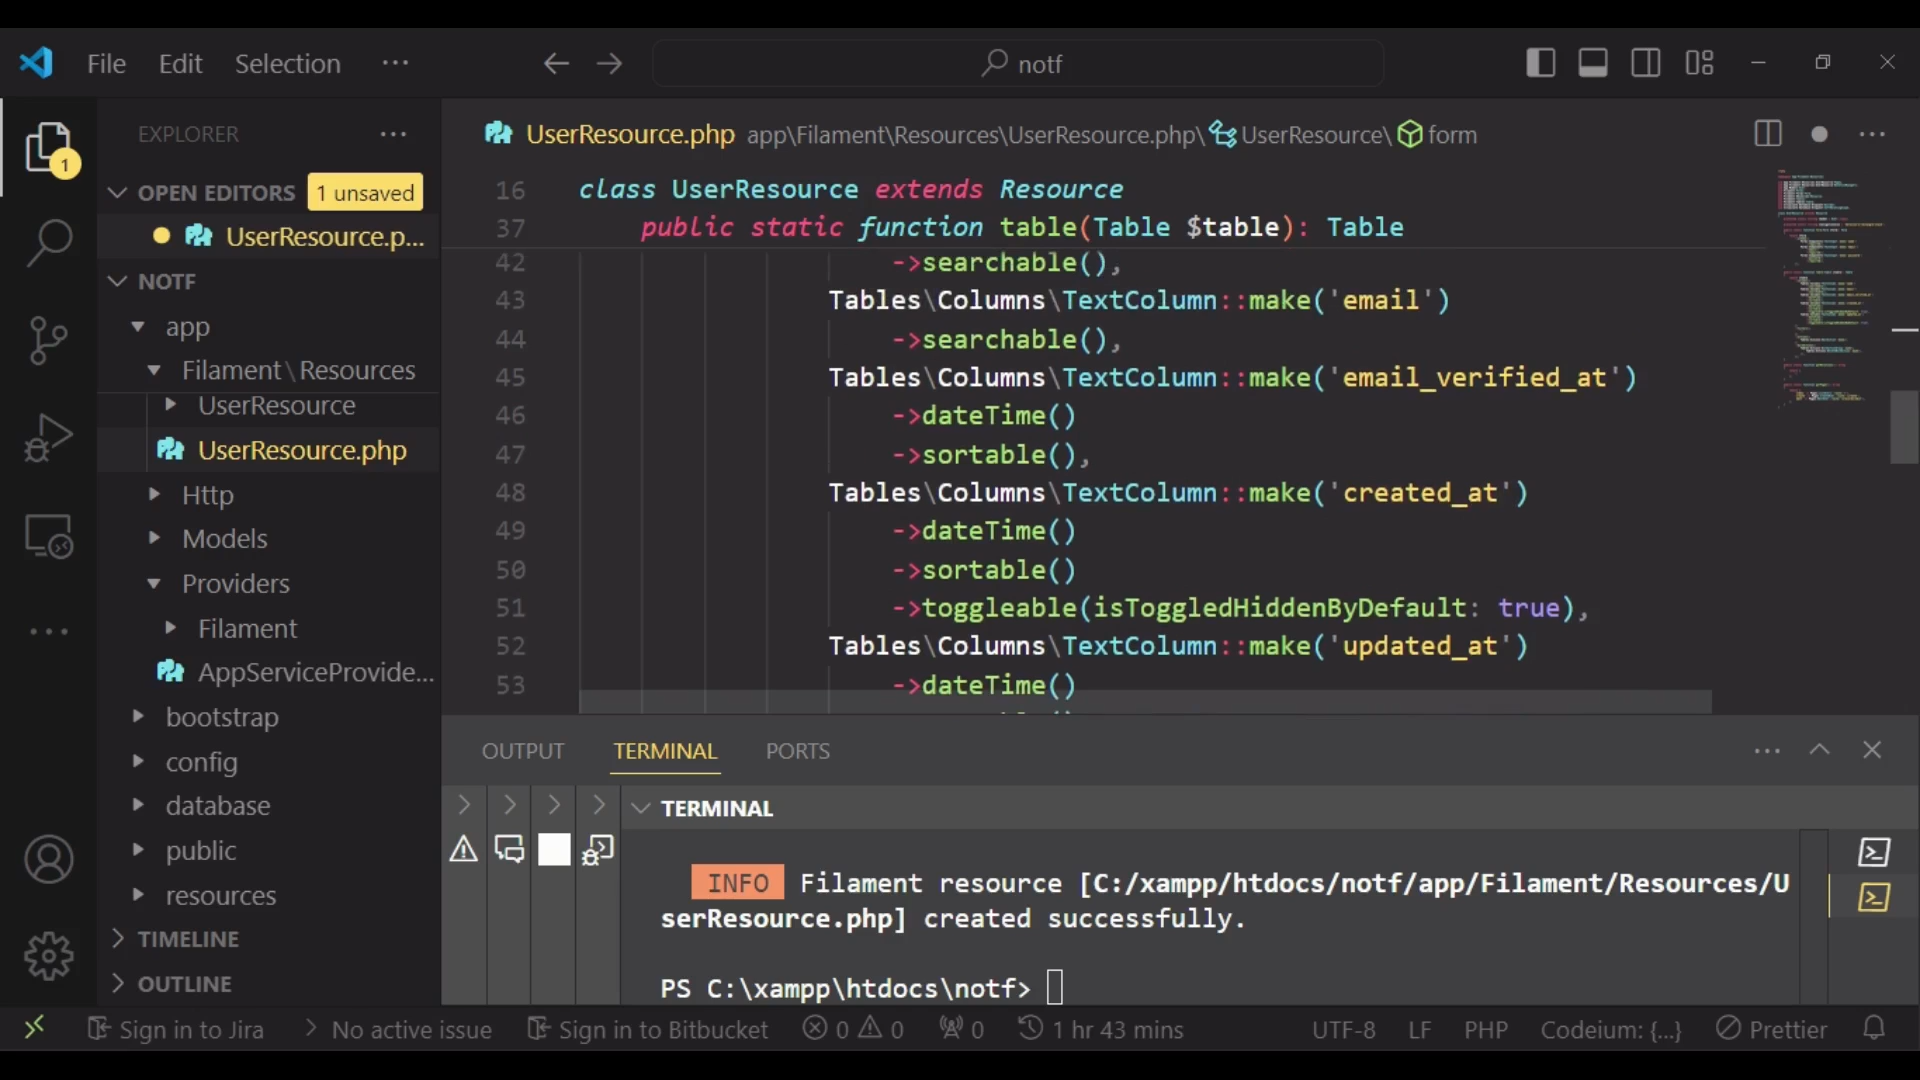 File Edit Selection ···
notf
EXPLORER ···
OPEN EDITORS 1 unsaved
UserResource.p...
NOTF
app
Filament\Resources
UserResource
UserResource.php
Http
Models
Providers
Filament
AppServiceProvide...
bootstrap
config
database
public
resources
TIMELINE
OUTLINE
1
UserResource.php app\Filament\Resources\UserResource.php\UserResource\form
16 class UserResource extends Resource
37 public static function table(Table $table): Table
42 ->searchable(),
43 Tables\Columns\TextColumn::make('email')
44 ->searchable(),
45 Tables\Columns\TextColumn::make('email_verified_at')
46 ->dateTime()
47 ->sortable(),
48 Tables\Columns\TextColumn::make('created_at')
49 ->dateTime()
50 ->sortable()
51 ->toggleable(isToggledHiddenByDefault: true),
52 Tables\Columns\TextColumn::make('updated_at')
53 ->dateTime()
OUTPUT TERMINAL PORTS
TERMINAL
INFO Filament resource [C:/xampp/htdocs/notf/app/Filament/Resources/U
serResource.php] created successfully.
PS C:\xampp\htdocs\notf>
Sign in to Jira No active issue Sign in to Bitbucket 0 0 0 1 hr 43 mins UTF-8 LF PHP Codeium: {...} Prettier